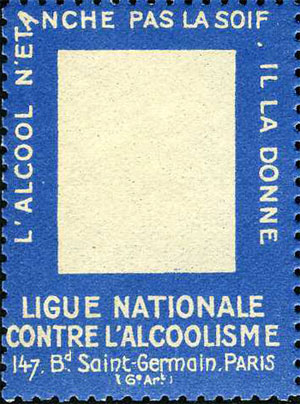 L'ALCOOL N'ETANCHE PAS LA SOIF IL LA DONNE
LIGUE NATIONALE
CONTRE L'ALCOOLISME
147, Bd Saint-Germain, PARIS
(6e Art)